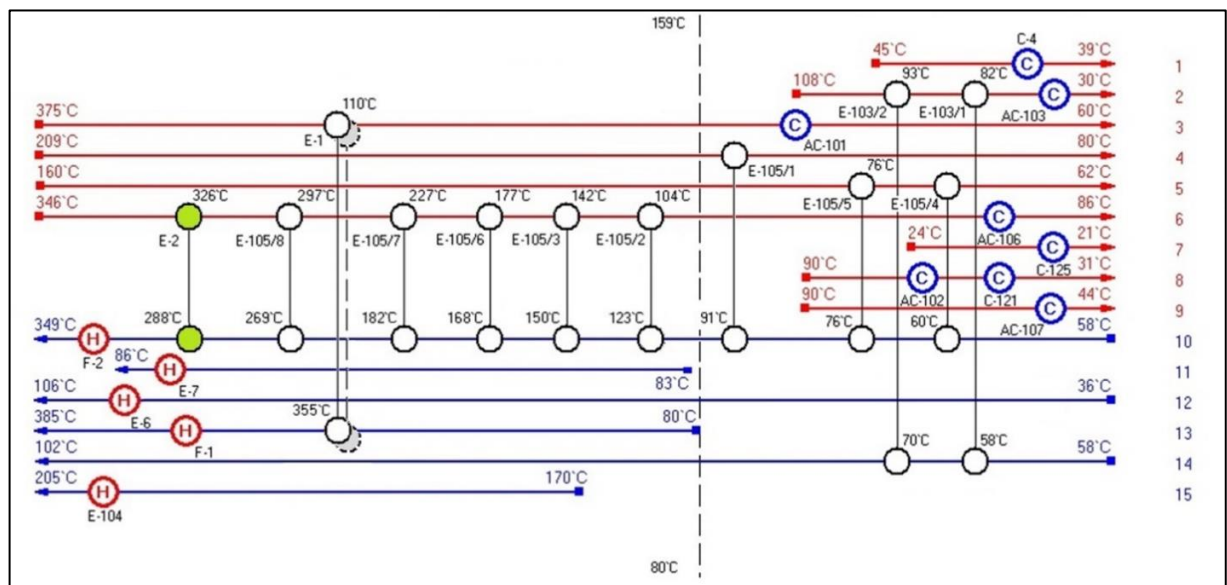 159℃
C-4
45℃ 39℃ 1
93℃ 82℃
108℃ 30℃ 2
E-103/2 E-103/1 AC-103
375℃ 110℃ 60℃ 3
E-1 AC-101
209℃ 80℃ 4
E-105/1
160℃ 76℃ 62℃ 5
E-105/5 E-105/4
346℃ 326℃ 297℃ 227℃ 177℃ 142℃ 104℃ 86℃ 6
E-2 E-105/8 E-105/7 E-105/6 E-105/3 E-105/2 AC-106
24℃ 21℃ 7
C-125
90℃ 31℃ 8
AC-102 C-121
90℃ 44℃ 9
AC-107
349℃ 288℃ 269℃ 182℃ 168℃ 150℃ 123℃ 91℃ 76℃ 60℃ 58℃ 10
F-2
86℃ 83℃ 11
E-7
106℃ 36℃ 12
E-6
385℃ 355℃ 80℃ 13
F-1
102℃ 70℃ 58℃ 58℃ 14
205℃ 170℃ 15
E-104
80℃
C
C
C
C
C
C
C
C
H
H
H
H
H